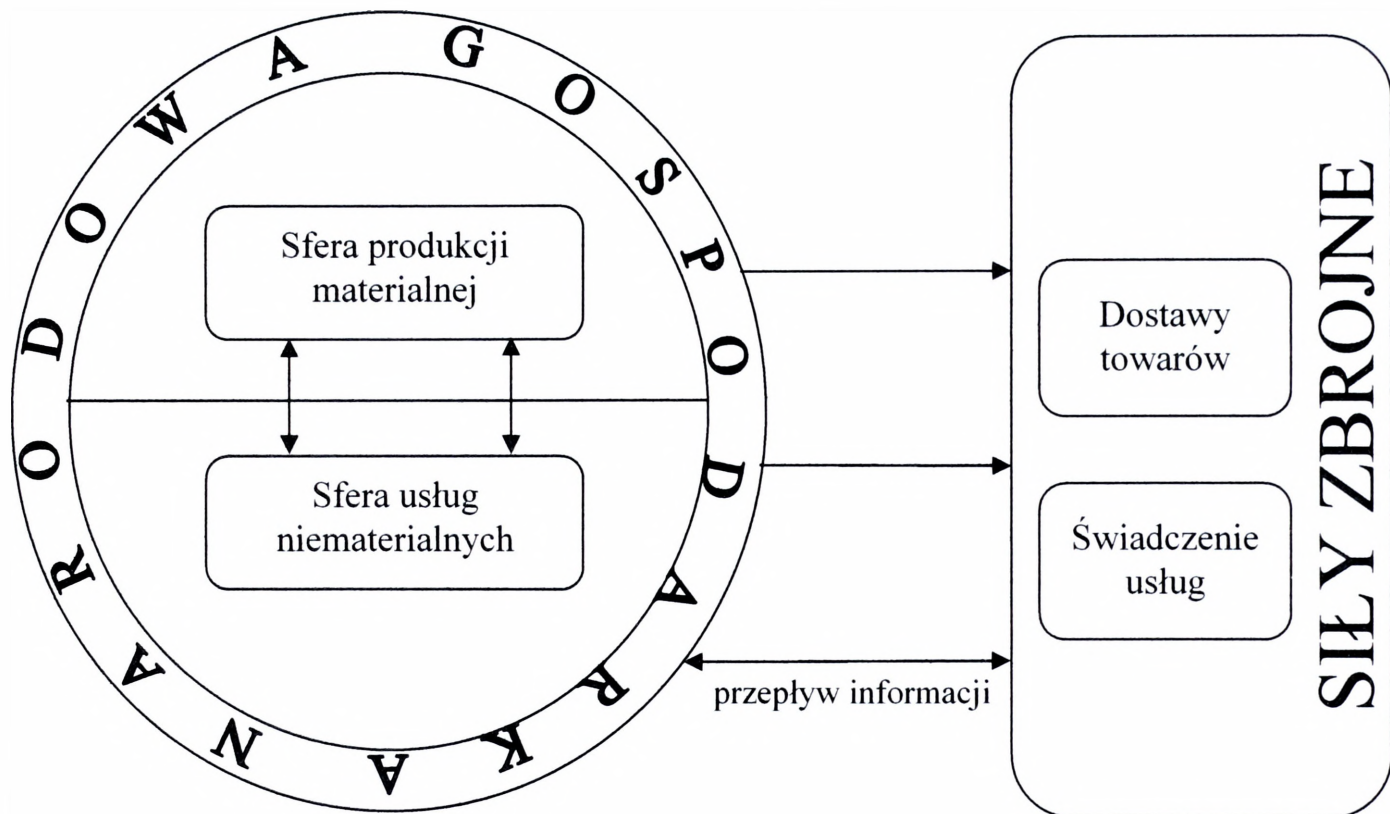 GOSPODARKA NARODOWA
Sfera produkcji
materialnej
Sfera usług
niematerialnych
Dostawy
towarów
Świadczenie
usług
przepływ informacji
SIŁY ZBROJNE